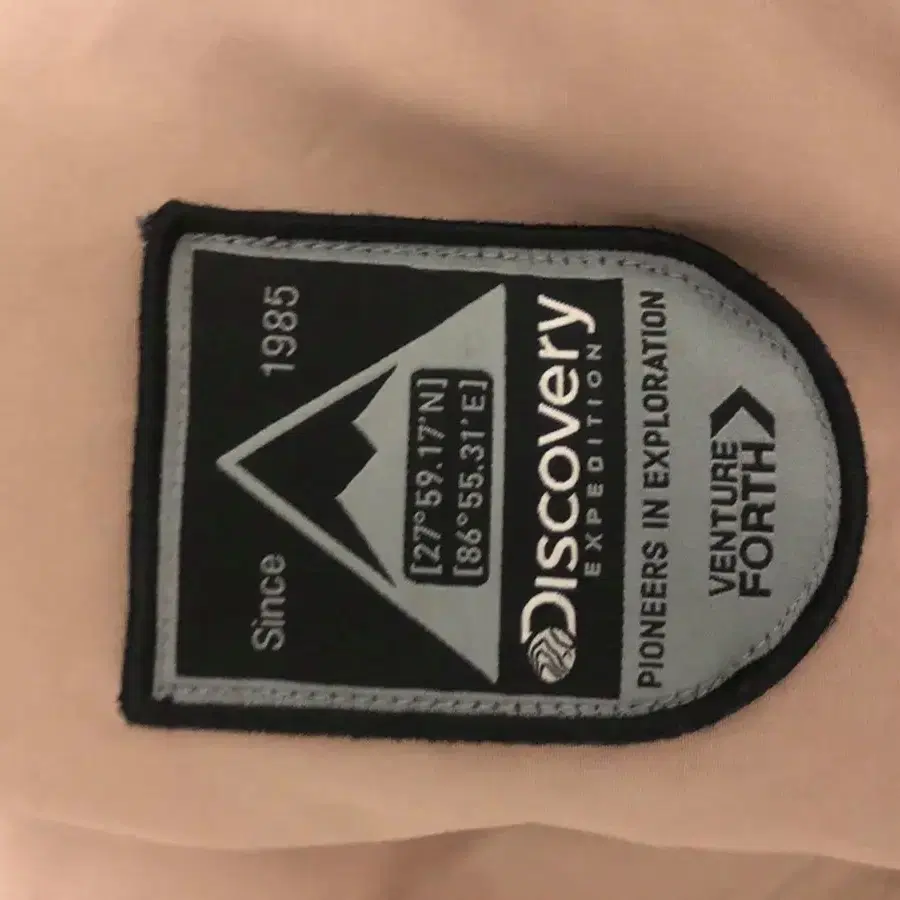 Since 1985
[27°59.17'N]
[86°55.31'E]
Discovery
EXPEDITION
PIONEERS IN EXPLORATION
VENTURE
FORTH